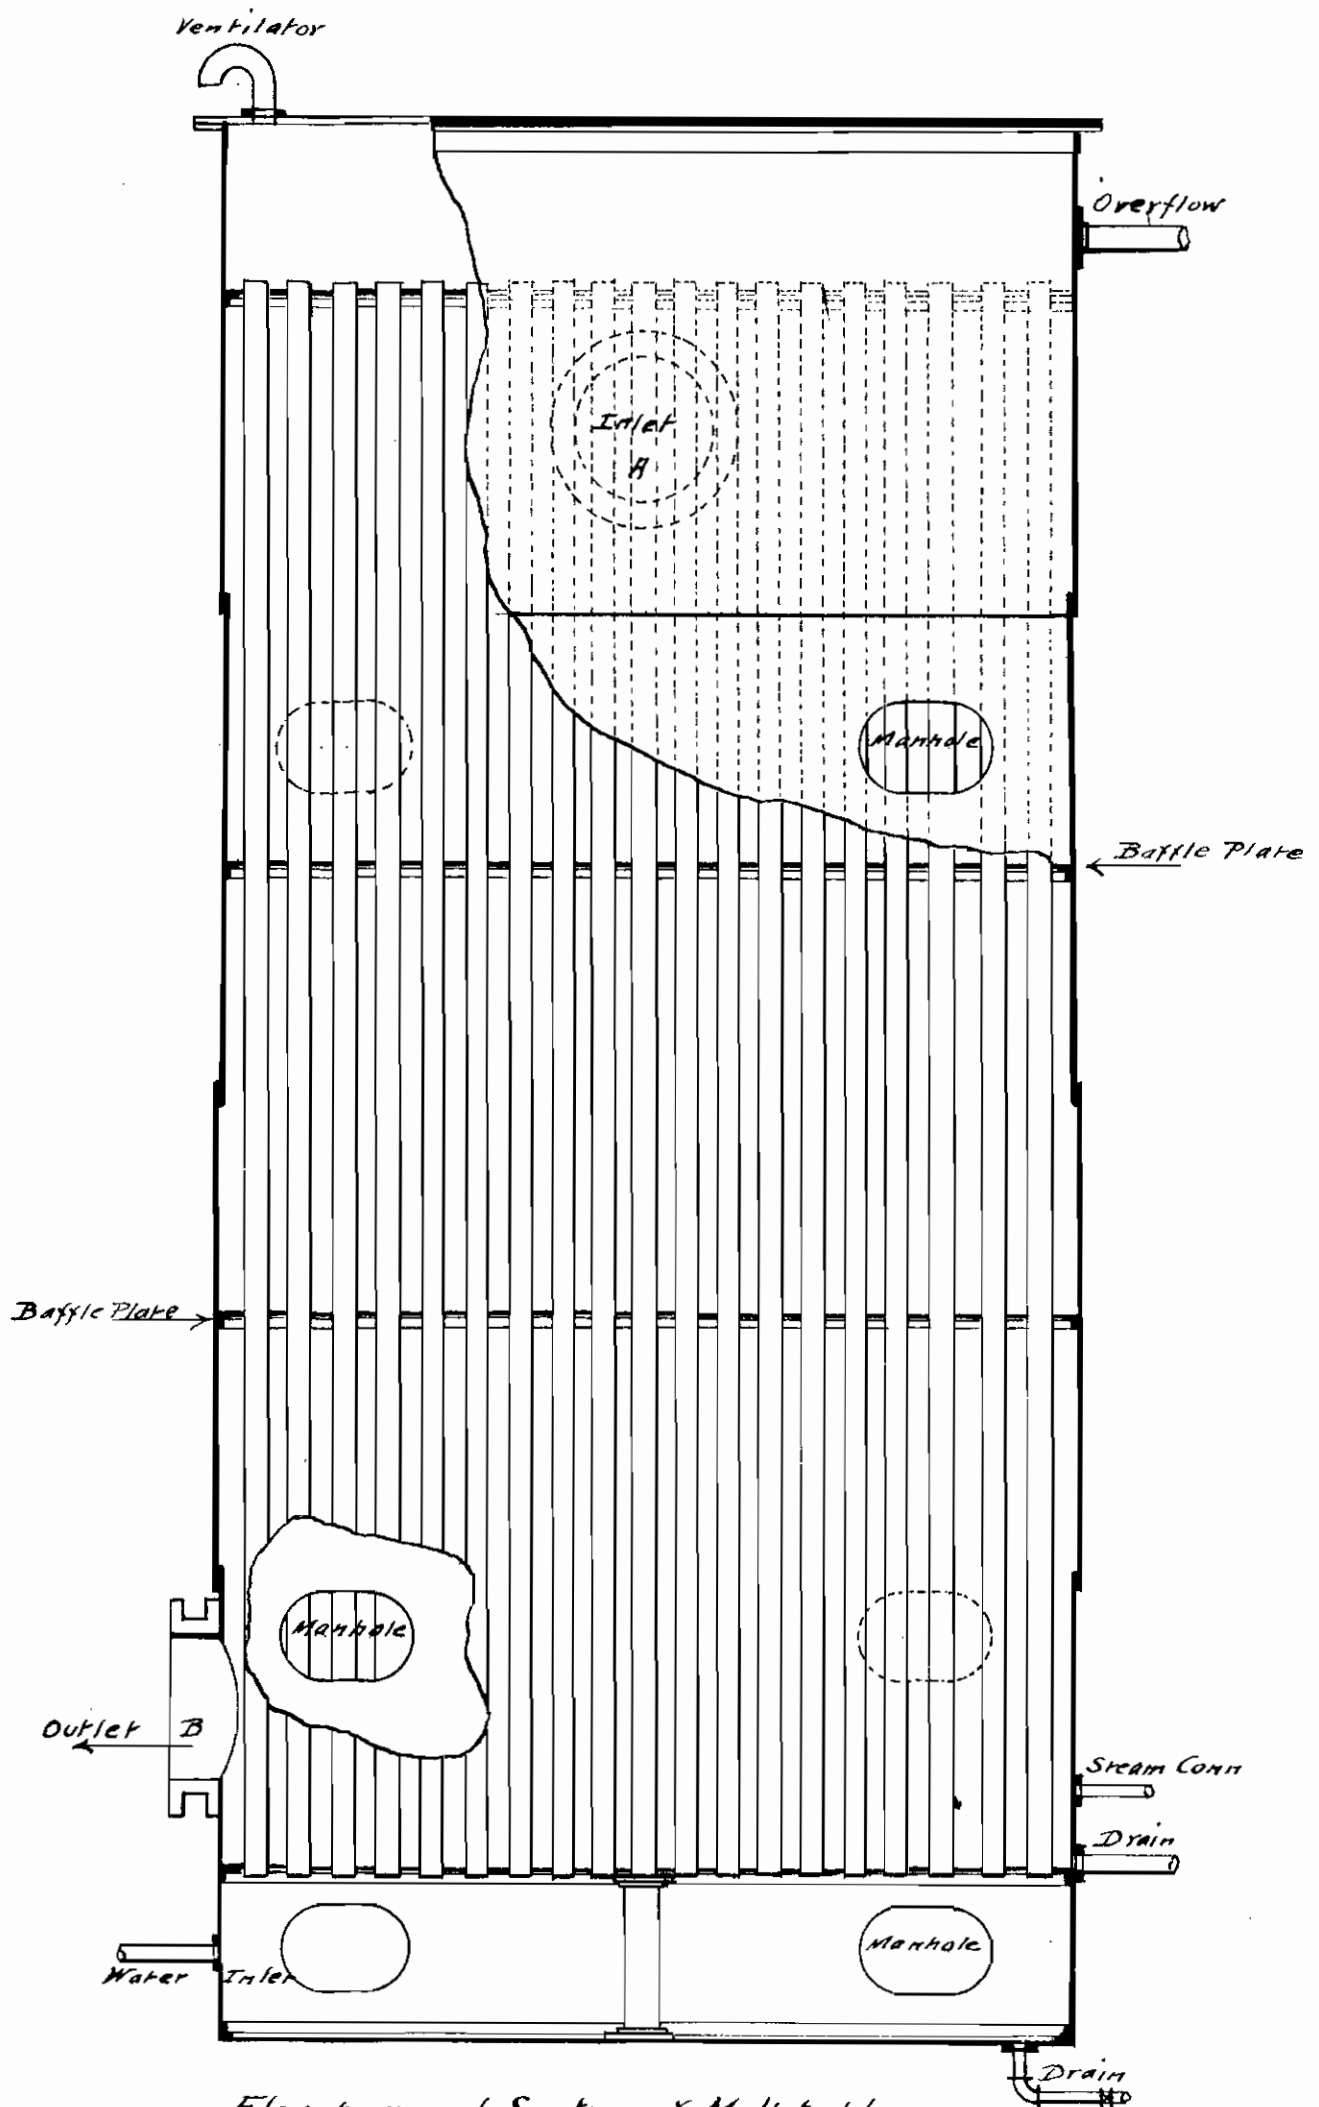 Ventilator
Overflow
Inlet
A
Manhole
Baffle Plate
Baffle Plate
Manhole
Outlet B
Steam Conn
Drain
Manhole
Water Inlet
Drain